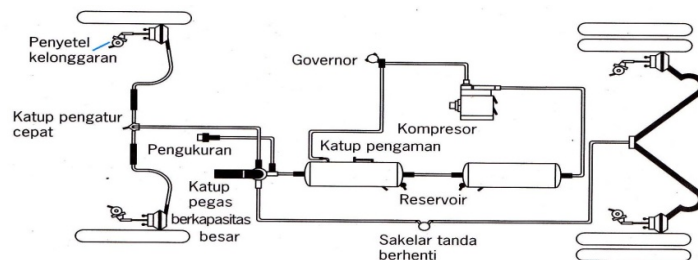 Penyetel
kelonggaran
Governor
Kompresor
Katup pengatur
cepat
Pengukuran
Katup pengaman
Katup
pegas
berkapasitas
besar
Reservoir
Sakelar tanda
berhenti